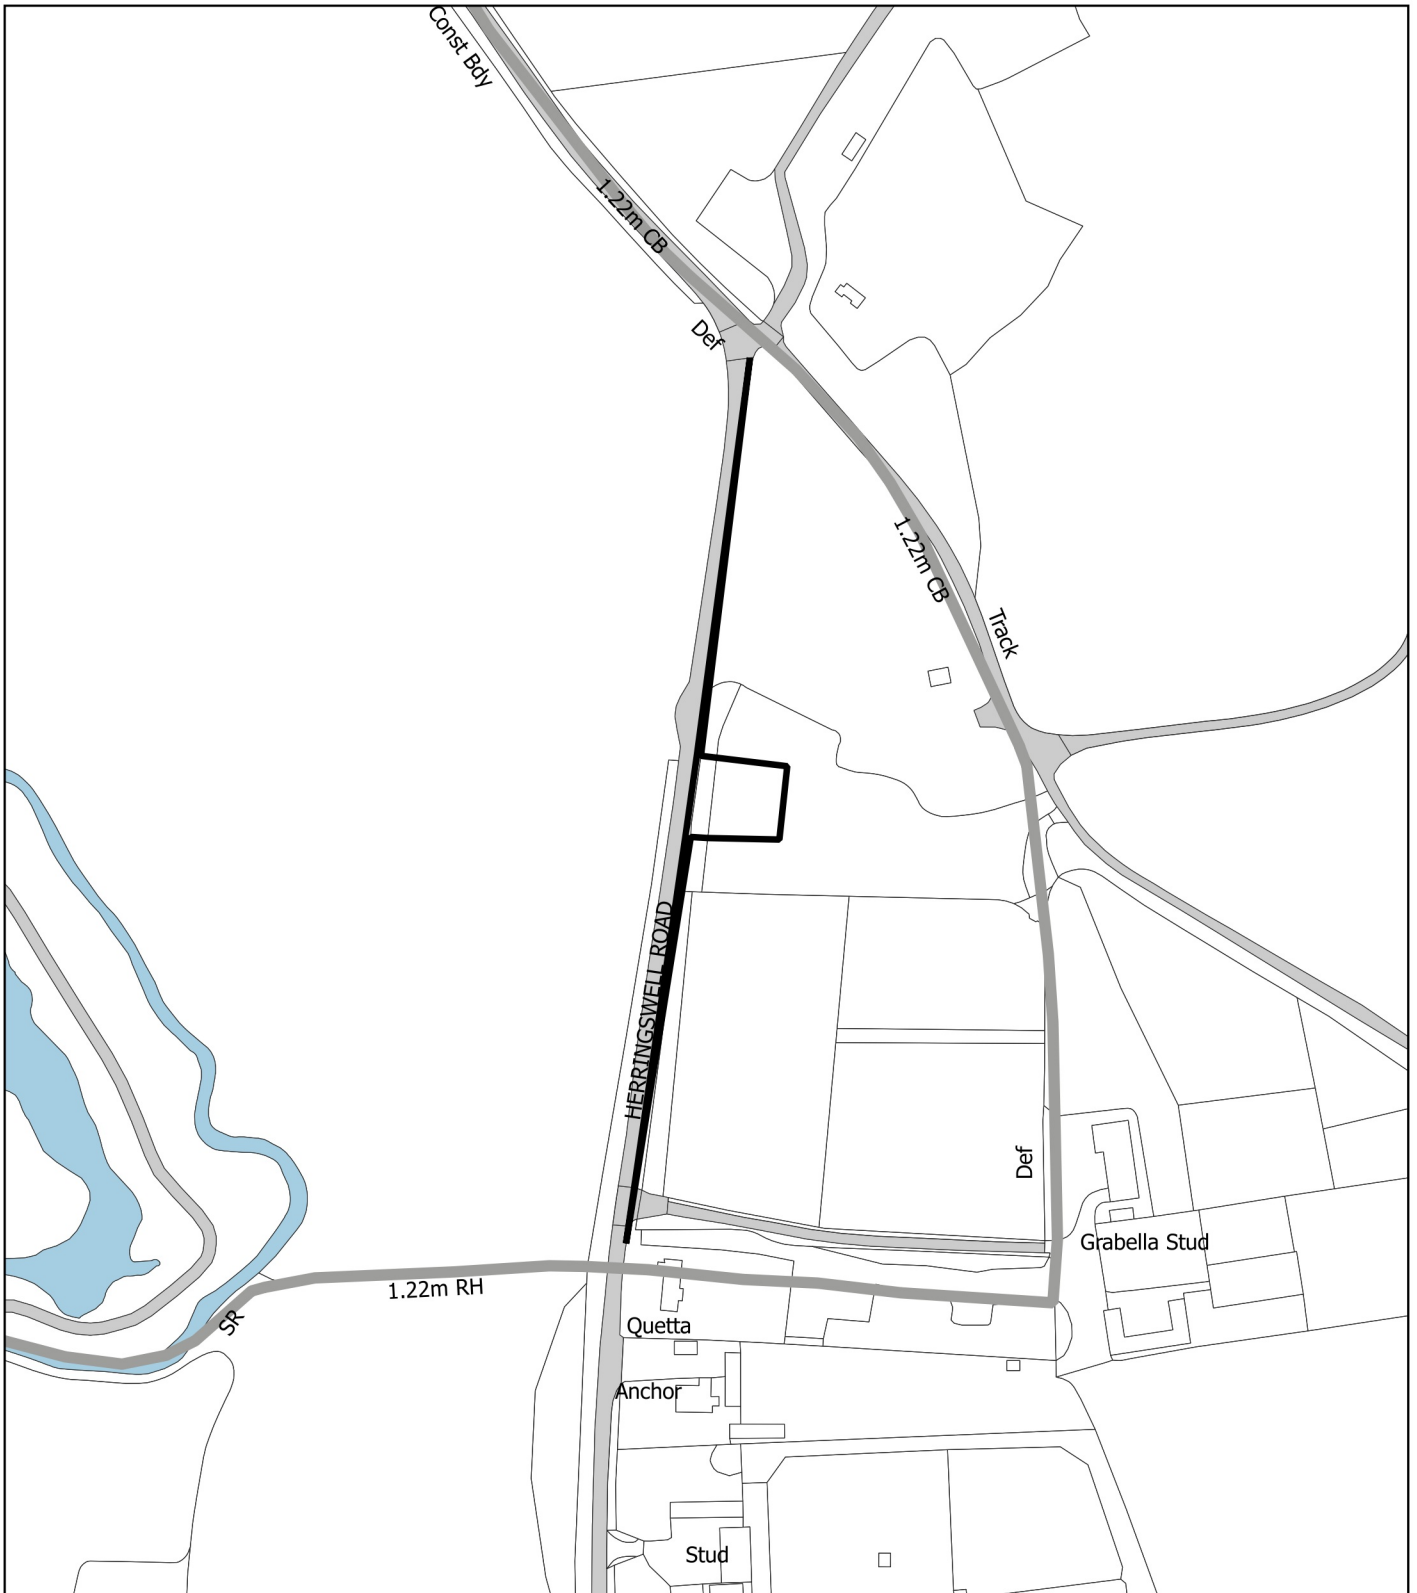 Const Bdy
1.22m CB
Def
1.22m CB
Track
HERRINGSWELL ROAD
Def
Grabella Stud
1.22m RH
SR
Quetta
Anchor
Stud